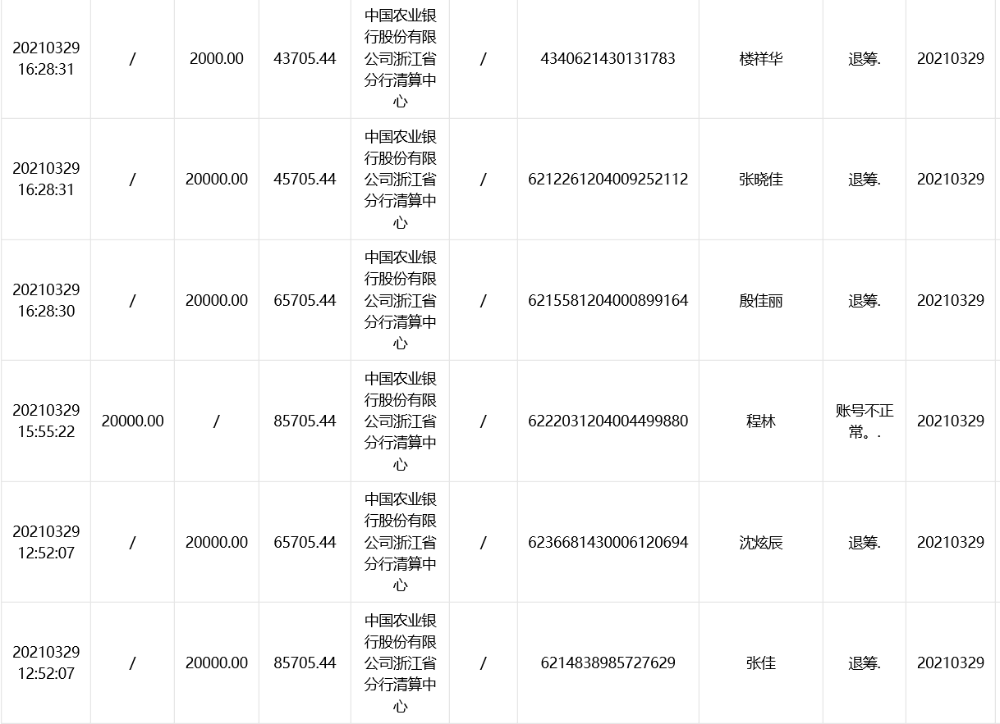 20210329
16:28:31
/
2000.00
43705.44
中国农业银
行股份有限
公司浙江省
分行清算中
心
/
4340621430131783
楼祥华
退筹.
20210329
20210329
16:28:31
/
20000.00
45705.44
中国农业银
行股份有限
公司浙江省
分行清算中
心
/
6212261204009252112
张晓佳
退筹.
20210329
20210329
16:28:30
/
20000.00
65705.44
中国农业银
行股份有限
公司浙江省
分行清算中
心
/
6215581204000899164
殷佳丽
退筹.
20210329
20210329
15:55:22
20000.00
/
85705.44
中国农业银
行股份有限
公司浙江省
分行清算中
心
/
6222031204004499880
程林
账号不正
常。.
20210329
20210329
12:52:07
/
20000.00
65705.44
中国农业银
行股份有限
公司浙江省
分行清算中
心
/
6236681430006120694
沈炫辰
退筹.
20210329
20210329
12:52:07
/
20000.00
85705.44
中国农业银
行股份有限
公司浙江省
分行清算中
心
/
6214838985727629
张佳
退筹.
20210329